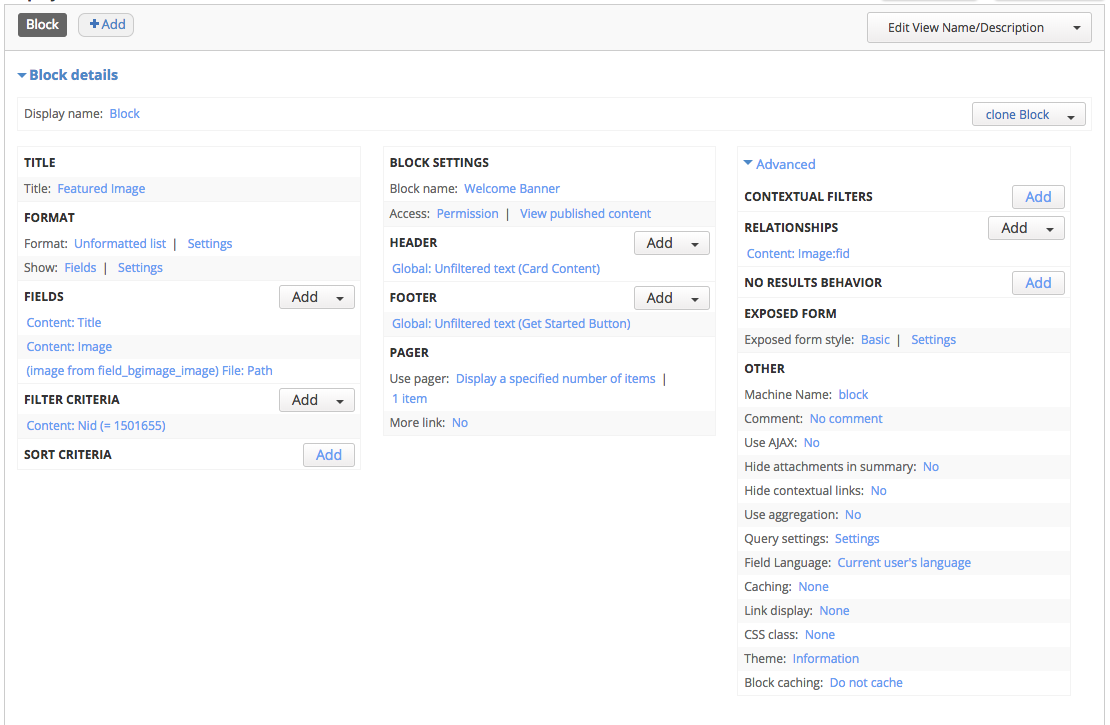 Block
+Add
Edit View Name/Description
Block details
Display name: Block
clone Block
TITLE
Title: Featured Image
FORMAT
Format: Unformatted list | Settings
Show: Fields | Settings
FIELDS
Add
Content: Title
Content: Image
(image from field_bgimage_image) File: Path
FILTER CRITERIA
Add
Content: Nid (= 1501655)
SORT CRITERIA
Add
BLOCK SETTINGS
Block name: Welcome Banner
Access: Permission | View published content
HEADER
Add
Global: Unfiltered text (Card Content)
FOOTER
Add
Global: Unfiltered text (Get Started Button)
PAGER
Use pager: Display a specified number of items |
1 item
More link: No
Advanced
CONTEXTUAL FILTERS
Add
RELATIONSHIPS
Add
Content: Image:fid
NO RESULTS BEHAVIOR
Add
EXPOSED FORM
Exposed form style: Basic | Settings
OTHER
Machine Name: block
Comment: No comment
Use AJAX: No
Hide attachments in summary: No
Hide contextual links: No
Use aggregation: No
Query settings: Settings
Field Language: Current user's language
Caching: None
Link display: None
CSS class: None
Theme: Information
Block caching: Do not cache